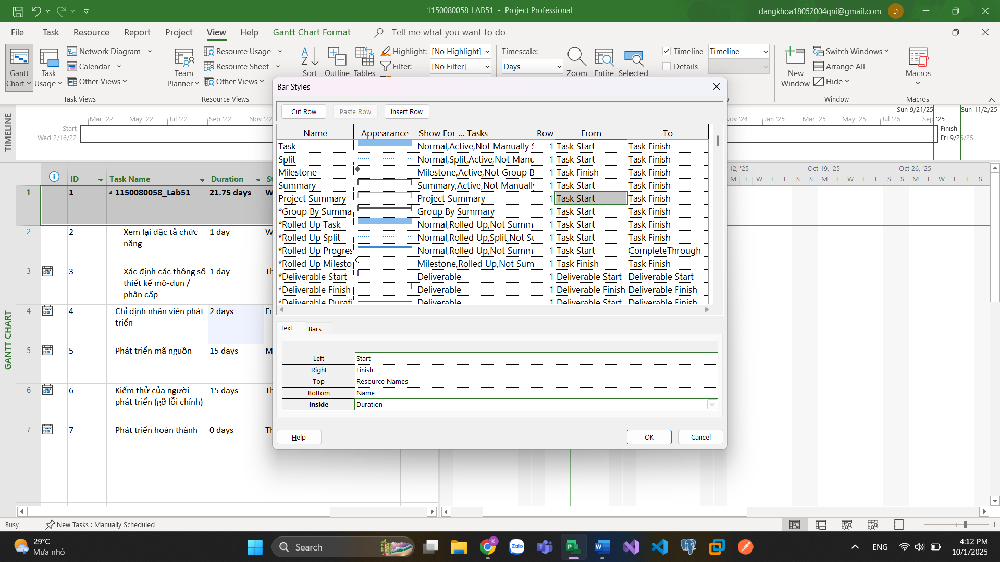 1150080058_LAB51 - Project Professional
dangkhoa18052004qni@gmail.com
D
File Task Resource Report Project View Help Gantt Chart Format Tell me what you want to do
Gantt Chart
Task Usage
Network Diagram
Calendar
Other Views
Task Views
Team Planner
Resource Usage
Resource Sheet
Other Views
Resource Views
Sort
Outline
Tables
Highlight: [No Highlight]
Filter: [No Filter]
Timescale:
Days
Zoom
Entire
Selected
Timeline Timeline
Details
New Window
Switch Windows
Arrange All
Hide
Window
Macros
Macros
TIMELINE
Start
Wed 2/16/22
Mar '22 May '22 Jul '22 Sep '22 Nov '22
Nov '24 Jan '25 Mar '25 May '25 Jul '25 Sep '25
Sun 9/21/25 Sun 11/2/25
Finish
Fri 9/26/25
GANTT CHART
ID Task Name Duration
1 1 1150080058_Lab51 21.75 days W
2 2 Xem lại đặc tả chức năng 1 day W
3 3 Xác định các thông số thiết kế mô-đun / phân cấp 1 day Th
4 4 Chỉ định nhân viên phát triển 2 days Fr
5 5 Phát triển mã nguồn 15 days M
6 6 Kiểm thử của người phát triển (gỡ lỗi chính) 15 days Th
7 7 Phát triển hoàn thành 0 days Th
12, '25 Oct 19, '25 Oct 26, '25
M T W T F S S M T W T F S S M T W T F S
Bar Styles
Cut Row Paste Row Insert Row
Name Appearance Show For ... Tasks Row From To
Task Normal,Active,Not Manually S 1 Task Start Task Finish
Split Normal,Split,Active,Not Manu 1 Task Start Task Finish
Milestone Milestone,Active,Not Group B 1 Task Finish Task Finish
Summary Summary,Active,Not Manually 1 Task Start Task Finish
Project Summary Project Summary 1 Task Start Task Finish
*Group By Summa Group By Summary 1 Task Start Task Finish
*Rolled Up Task Normal,Rolled Up,Not Summ 1 Task Start Task Finish
*Rolled Up Split Normal,Rolled Up,Split,Not Su 1 Task Start Task Finish
*Rolled Up Progres Normal,Rolled Up,Not Summ 1 Task Start CompleteThrough
*Rolled Up Milesto Milestone,Rolled Up,Not Sum 1 Task Finish Task Finish
*Deliverable Start Deliverable 1 Deliverable Start Deliverable Start
*Deliverable Finish Deliverable 1 Deliverable Finish Deliverable Finish
*Deliverable Durati Deliverable 1 Deliverable Start Deliverable Finish
Text Bars
Left Start
Right Finish
Top Resource Names
Bottom Name
Inside Duration
Help OK Cancel
Busy New Tasks : Manually Scheduled
29°C
Mưa nhỏ
Search
K
Zalo
ENG
4:12 PM
10/1/2025